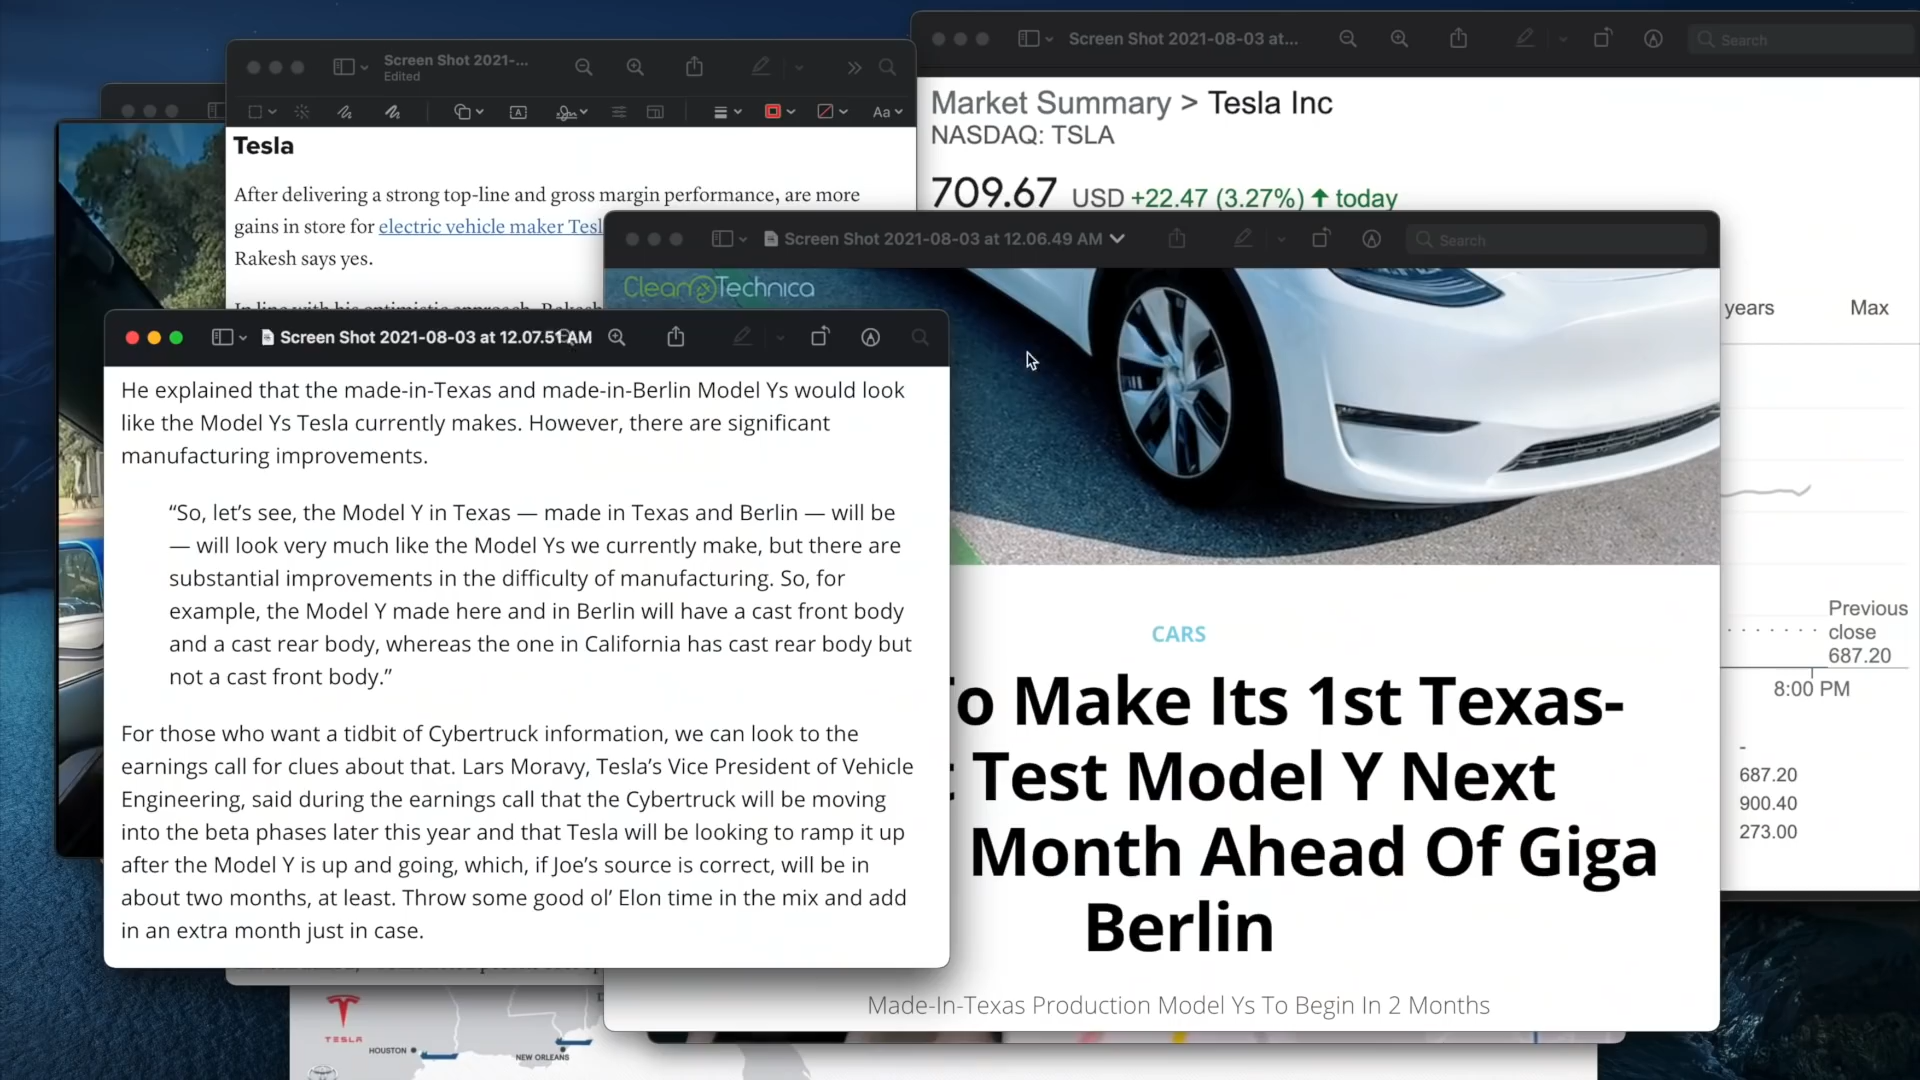 Screen Shot 2021-...
Edited
Aa
Tesla
After delivering a strong top-line and gross margin performance, are more
gains in store for electric vehicle maker Tesl
Rakesh says yes.
Screen Shot 2021-08-03 at...
Search
Market Summary > Tesla Inc
NASDAQ: TSLA
709.67 USD +22.47 (3.27%) ↑ today
years Max
Previous
close
687.20
8:00 PM
-
687.20
900.40
273.00
Screen Shot 2021-08-03 at 12.06.49 AM
Search
CleanTechnica
CARS
To Make Its 1st Texas-
t Test Model Y Next
Month Ahead Of Giga
Berlin
Made-In-Texas Production Model Ys To Begin In 2 Months
Screen Shot 2021-08-03 at 12.07.51 AM
He explained that the made-in-Texas and made-in-Berlin Model Ys would look
like the Model Ys Tesla currently makes. However, there are significant
manufacturing improvements.
“So, let’s see, the Model Y in Texas — made in Texas and Berlin — will be
— will look very much like the Model Ys we currently make, but there are
substantial improvements in the difficulty of manufacturing. So, for
example, the Model Y made here and in Berlin will have a cast front body
and a cast rear body, whereas the one in California has cast rear body but
not a cast front body.”
For those who want a tidbit of Cybertruck information, we can look to the
earnings call for clues about that. Lars Moravy, Tesla’s Vice President of Vehicle
Engineering, said during the earnings call that the Cybertruck will be moving
into the beta phases later this year and that Tesla will be looking to ramp it up
after the Model Y is up and going, which, if Joe’s source is correct, will be in
about two months, at least. Throw some good ol’ Elon time in the mix and add
in an extra month just in case.
TESLA
HOUSTON
NEW ORLEANS